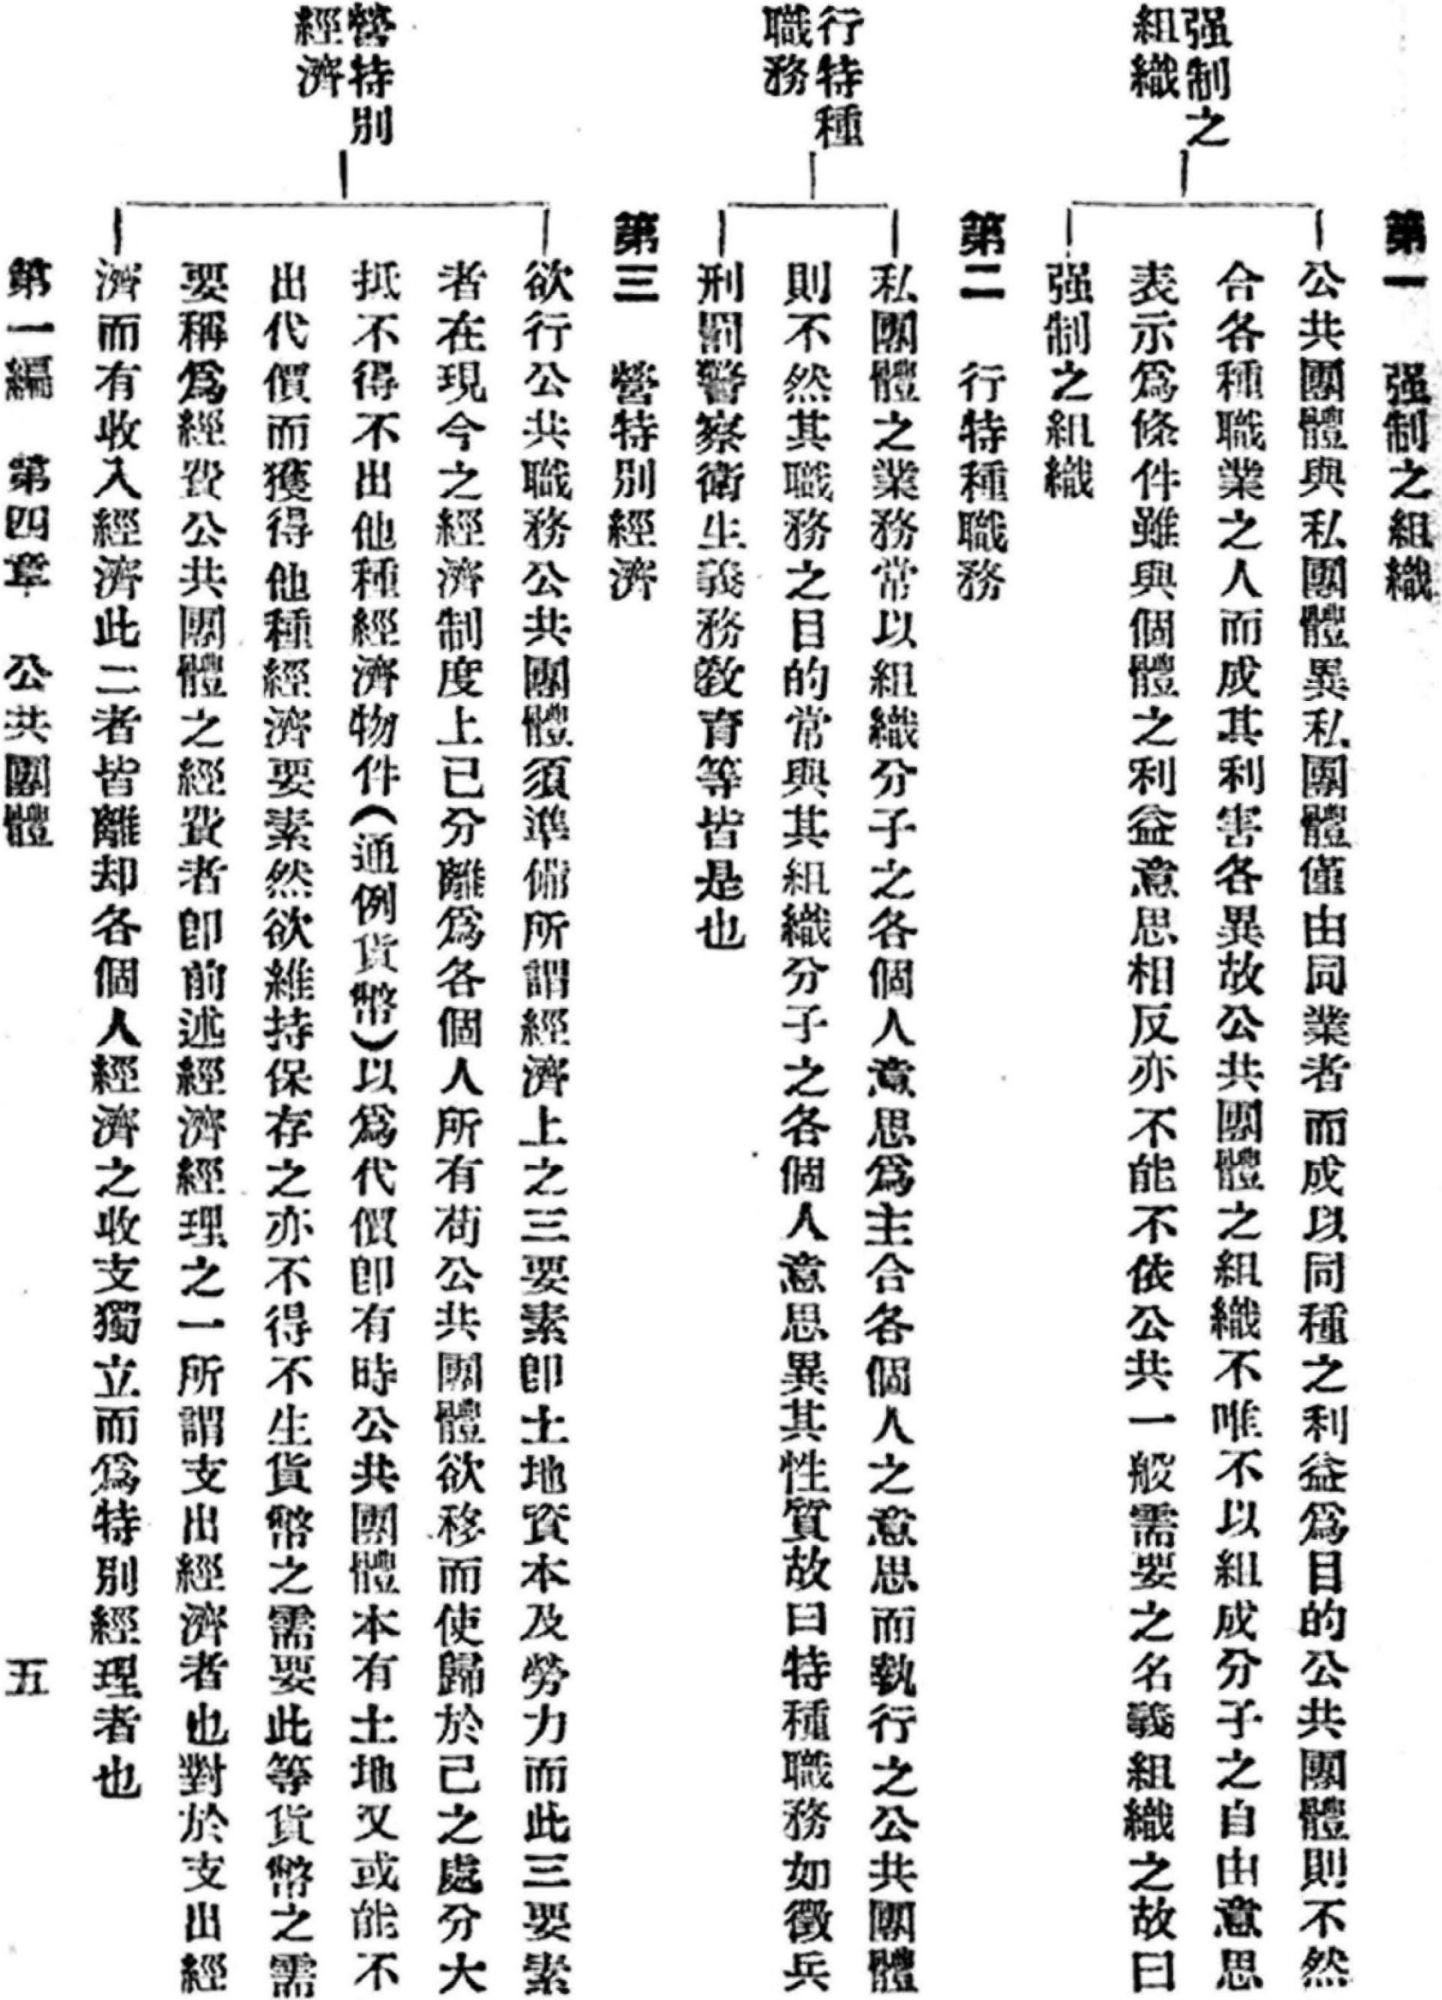 强制之
組織
第一　强制之組織
公共團體與私團體異私團體僅由同業者而成以同種之利益爲目的公共團體則不然
合各種職業之人而成其利害各異故公共團體之組織不唯不以組成分子之自由意思
表示爲條件雖與個體之利益意思相反亦不能不依公共一般需要之名義組織之故曰
强制之組織
行特種
職務
第二　行特種職務
私團體之業務常以組織分子之各個人意思爲主合各個人之意思而執行之公共團體
則不然其職務之目的常與其組織分子之各個人意思異其性質故曰特種職務如徵兵
刑罰警察衛生義務敎育等皆是也
營特別
經濟
第三　營特別經濟
欲行公共職務公共團體須準備所謂經濟上之三要素卽土地資本及勞力而此三要素
者在現今之經濟制度上已分離爲各個人所有苟公共團體欲移而使歸於己之處分大
抵不得不出他種經濟物件（通例貨幣）以爲代價卽有時公共團體本有土地又或能不
出代價而獲得他種經濟要素然欲維持保存之亦不得不生貨幣之需要此等貨幣之需
要稱爲經費公共團體之經費者卽前述經濟經理之一所謂支出經濟者也對於支出經
濟而有收入經濟此二者皆離却各個人經濟之收支獨立而爲特別經理者也
第一編　第四章　公共團體
五